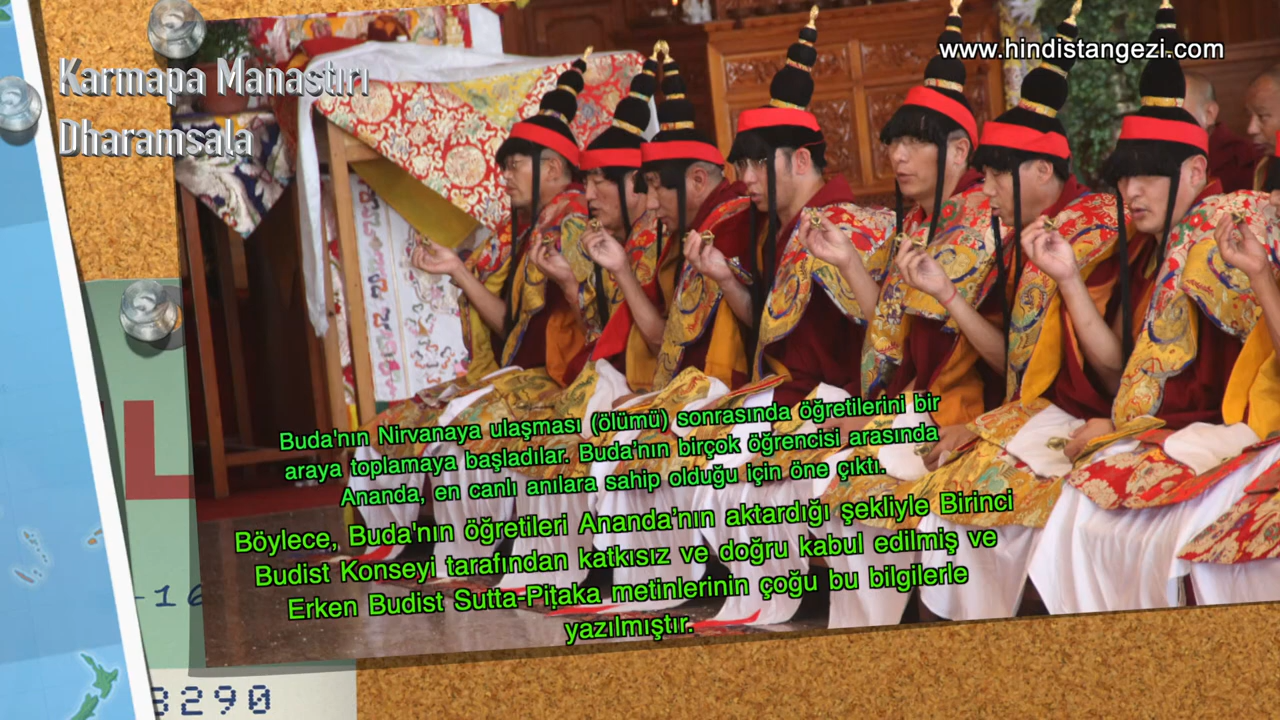 www.hindistangezi.com
Karmapa Manastırı
Dharamsala
Buda'nın Nirvanaya ulaşması (ölümü) sonrasında öğretilerini bir
araya toplamaya başladılar. Buda'nın birçok öğrencisi arasında
Ananda, en canlı anılara sahip olduğu için öne çıktı.
Böylece, Buda'nın öğretileri Ananda’nın aktardığı şekliyle Birinci
Budist Konseyi tarafından katkısız ve doğru kabul edilmiş ve
Erken Budist Sutta-Piṭaka metinlerinin çoğu bu bilgilerle
yazılmıştır.
L
-16
3290